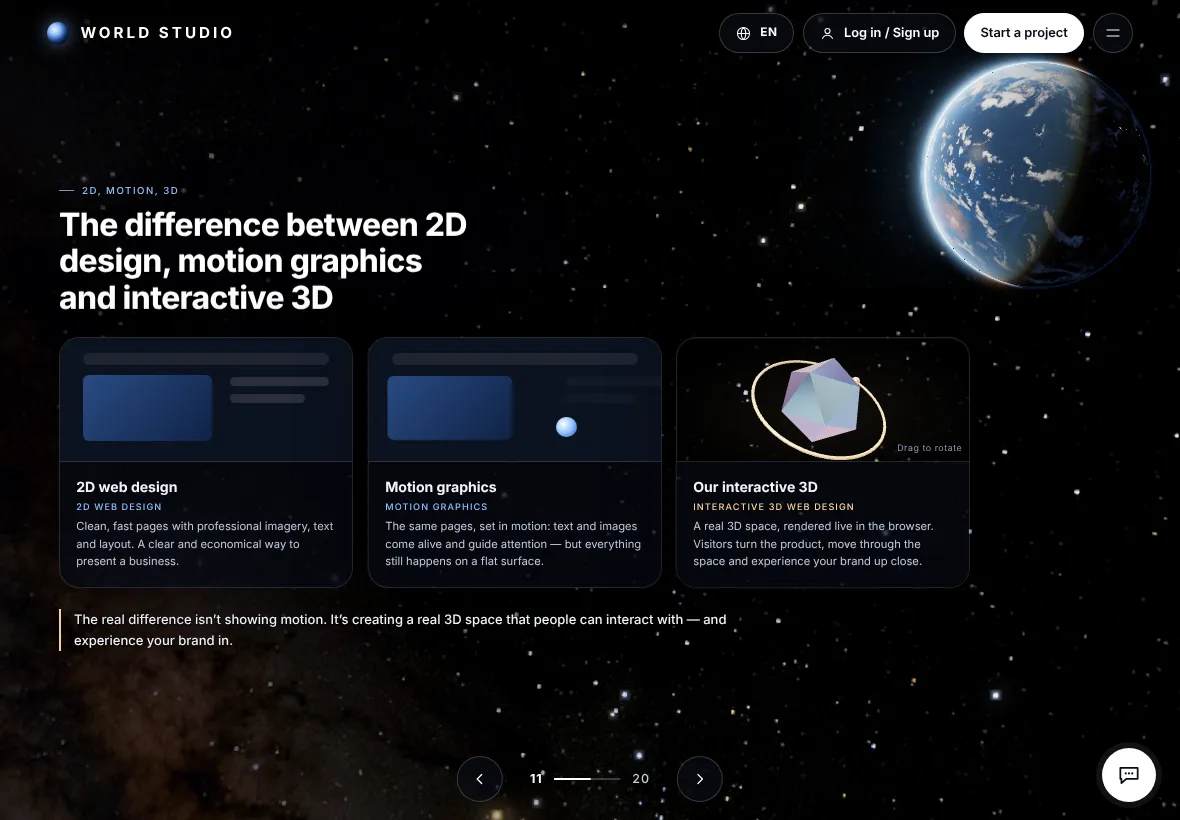 WORLD STUDIO
EN
Log in / Sign up
Start a project
2D, MOTION, 3D
The difference between 2D
design, motion graphics
and interactive 3D
Drag to rotate
2D web design
2D WEB DESIGN
Clean, fast pages with professional imagery, text
and layout. A clear and economical way to
present a business.
Motion graphics
MOTION GRAPHICS
The same pages, set in motion: text and images
come alive and guide attention — but everything
still happens on a flat surface.
Our interactive 3D
INTERACTIVE 3D WEB DESIGN
A real 3D space, rendered live in the browser.
Visitors turn the product, move through the
space and experience your brand up close.
The real difference isn’t showing motion. It’s creating a real 3D space that people can interact with — and
experience your brand in.
11
20